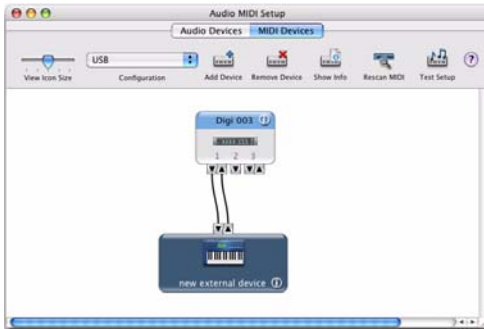 Audio MIDI Setup
Audio Devices MIDI Devices
USB
View Icon Size Configuration Add Device Remove Device Show Info Rescan MIDI Test Setup ?
Digi 003 i
1 2 3
new external device i